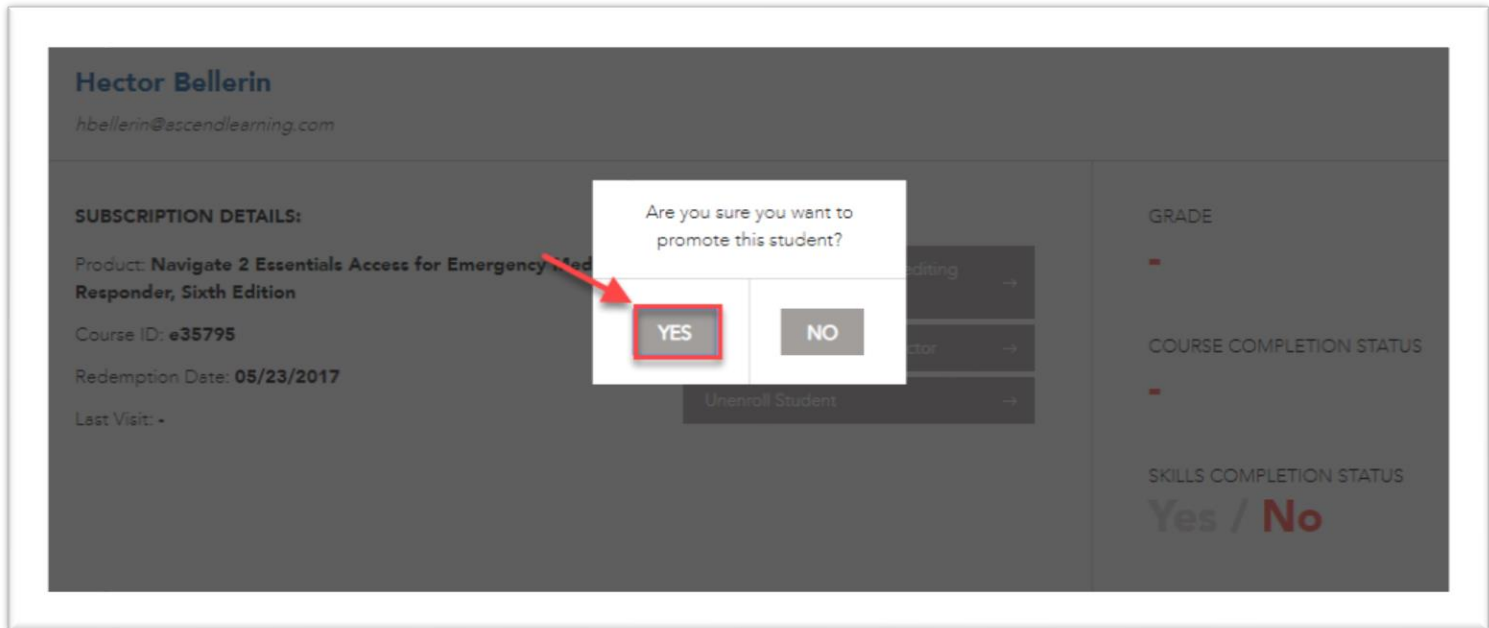 Hector Bellerin
hbellerin@ascendlearning.com
SUBSCRIPTION DETAILS:
Product: Navigate 2 Essentials Access for Emergency Med
Responder, Sixth Edition
Course ID: e35795
Redemption Date: 05/23/2017
Last Visit: -
Are you sure you want to
promote this student?
YES
NO
editing
→
ctor →
Unenroll Student →
GRADE
-
COURSE COMPLETION STATUS
-
SKILLS COMPLETION STATUS
Yes / No